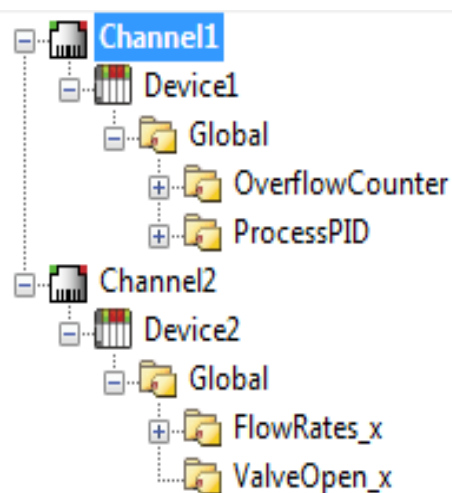 Channel1
Device1
Global
OverflowCounter
ProcessPID
Channel2
Device2
Global
FlowRates_x
ValveOpen_x